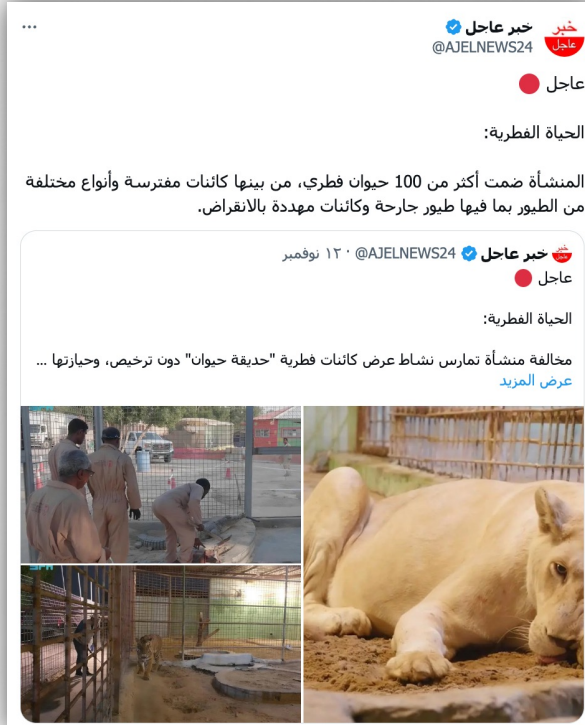 خبر عاجل
@AJELNEWS24
خبر
عاجل
عاجل
الحياة الفطرية:
المنشأة ضمت أكثر من 100 حيوان فطري، من بينها كائنات مفترسة وأنواع مختلفة
من الطيور بما فيها طيور جارحة وكائنات مهددة بالانقراض.
خبر عاجل @AJELNEWS24 · ١٢ نوفمبر
عاجل
الحياة الفطرية:
مخالفة منشأة تمارس نشاط عرض كائنات فطرية "حديقة حيوان" دون ترخيص، وحيازتها ...
عرض المزيد